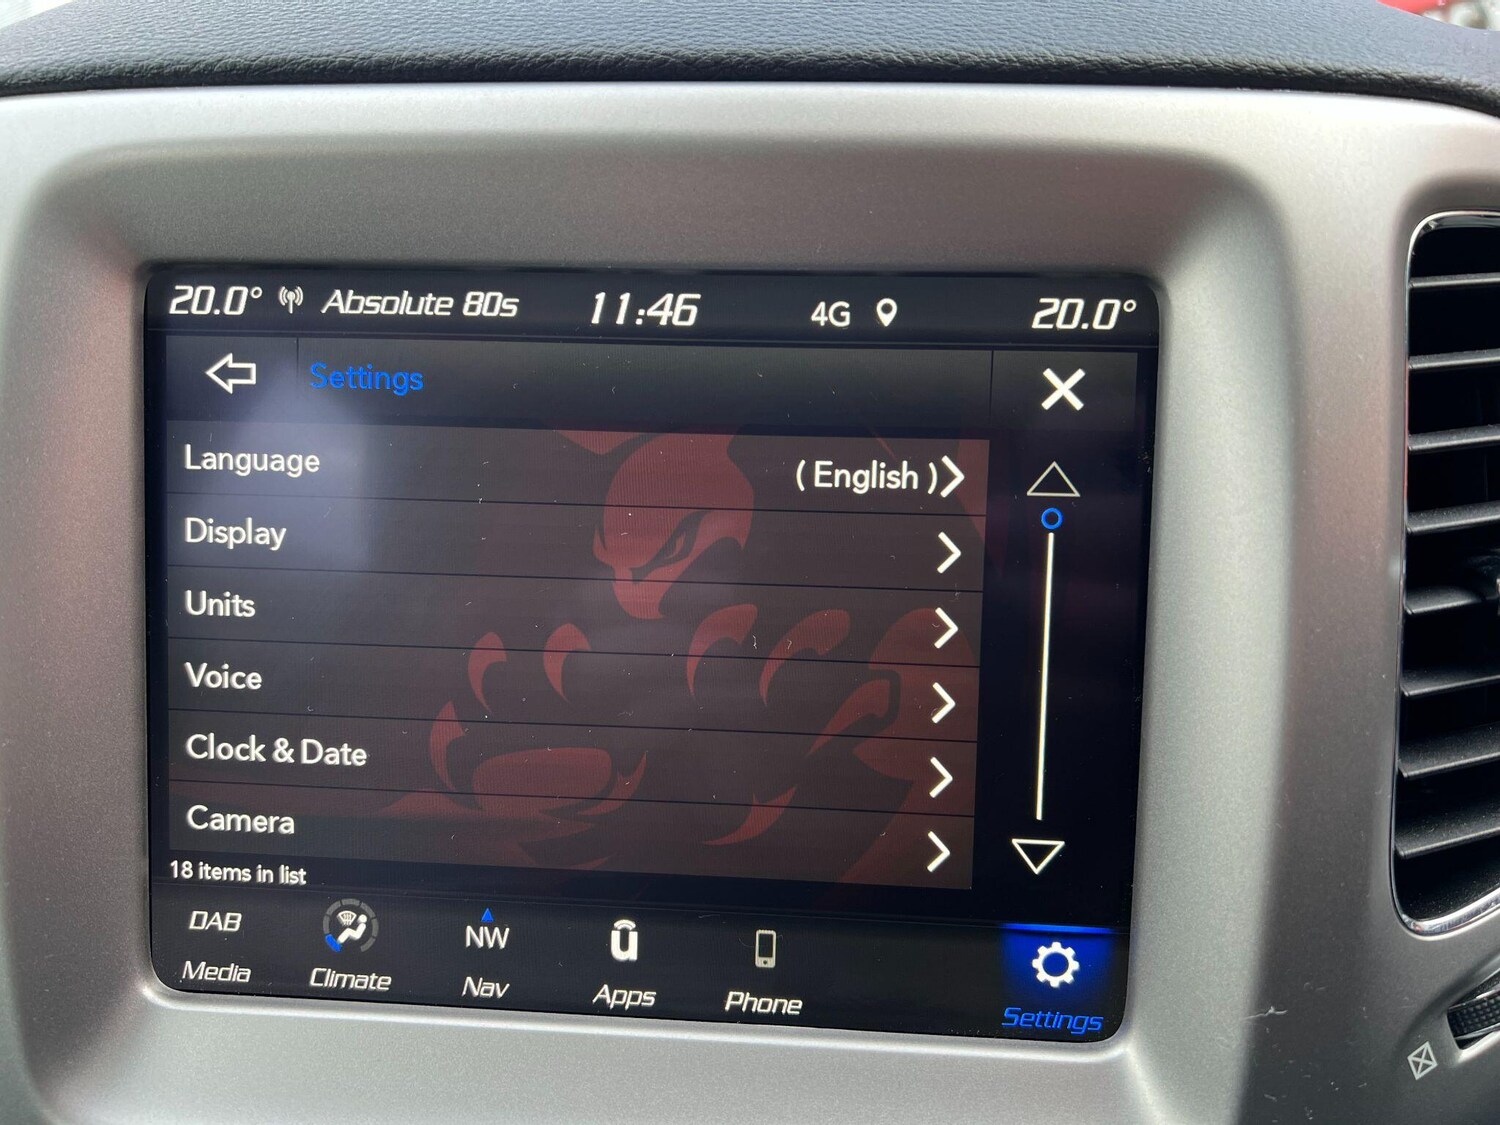 20.0° Absolute 80s 11:46 4G 20.0°
Settings
Language (English)
Display
Units
Voice
Clock & Date
Camera
18 items in list
DAB NW u
Media Climate Nav Apps Phone Settings